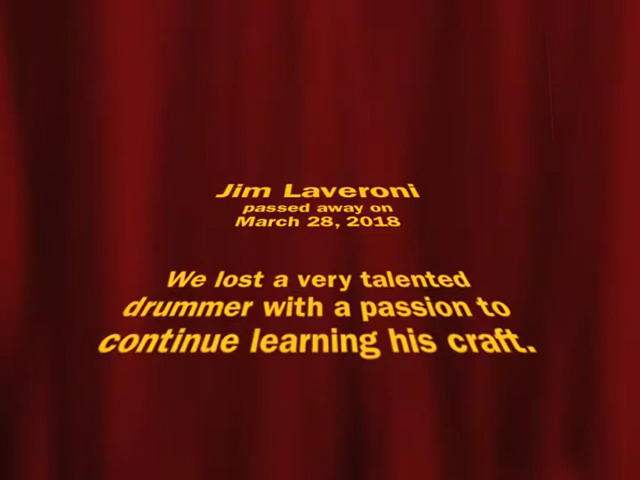 Jim Laveroni
passed away on
March 28, 2018
We lost a very talented
drummer with a passion to
continue learning his craft.